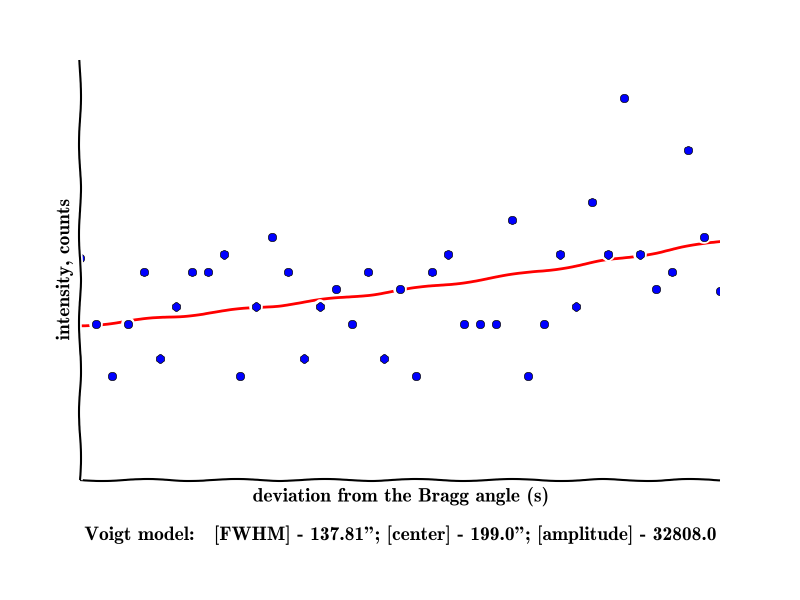 intensity, counts
deviation from the Bragg angle (s)
Voigt model: [FWHM] - 137.81”; [center] - 199.0”; [amplitude] - 32808.0